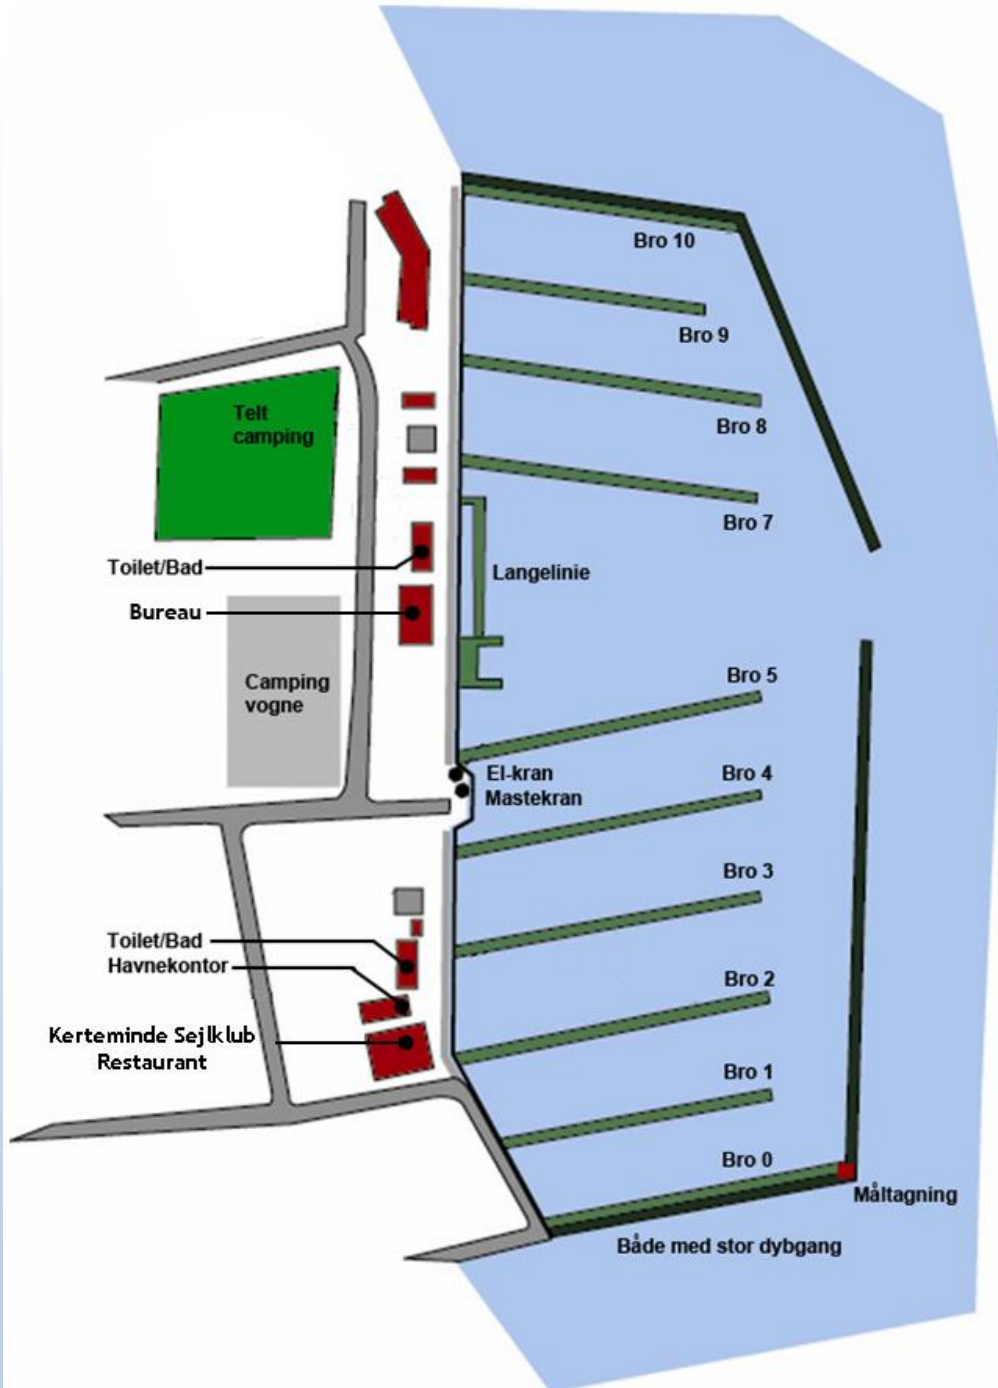 Bro 10
Bro 9
Telt
camping
Bro 8
Bro 7
Toilet/Bad
Langelinie
Bureau
Camping
vogne
Bro 5
El-kran
Mastekran
Bro 4
Bro 3
Toilet/Bad
Havnekontor
Bro 2
Kerteminde Sejlklub
Restaurant
Bro 1
Bro 0
Måltagning
Både med stor dybgang